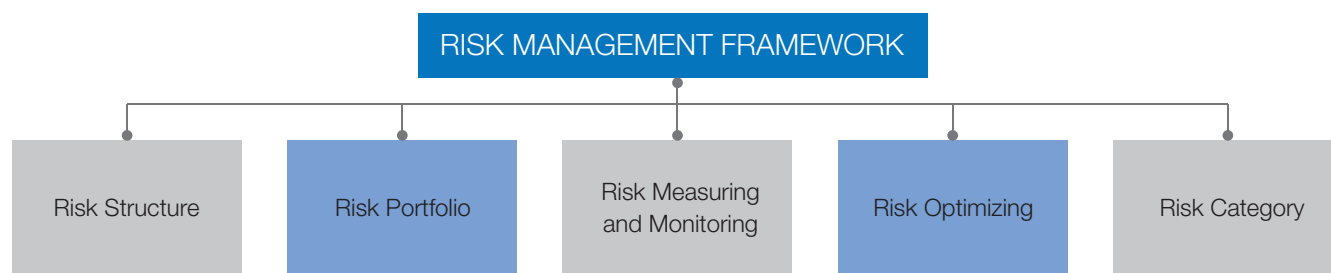 RISK MANAGEMENT FRAMEWORK
Risk Structure
Risk Portfolio
Risk Measuring
and Monitoring
Risk Optimizing
Risk Category